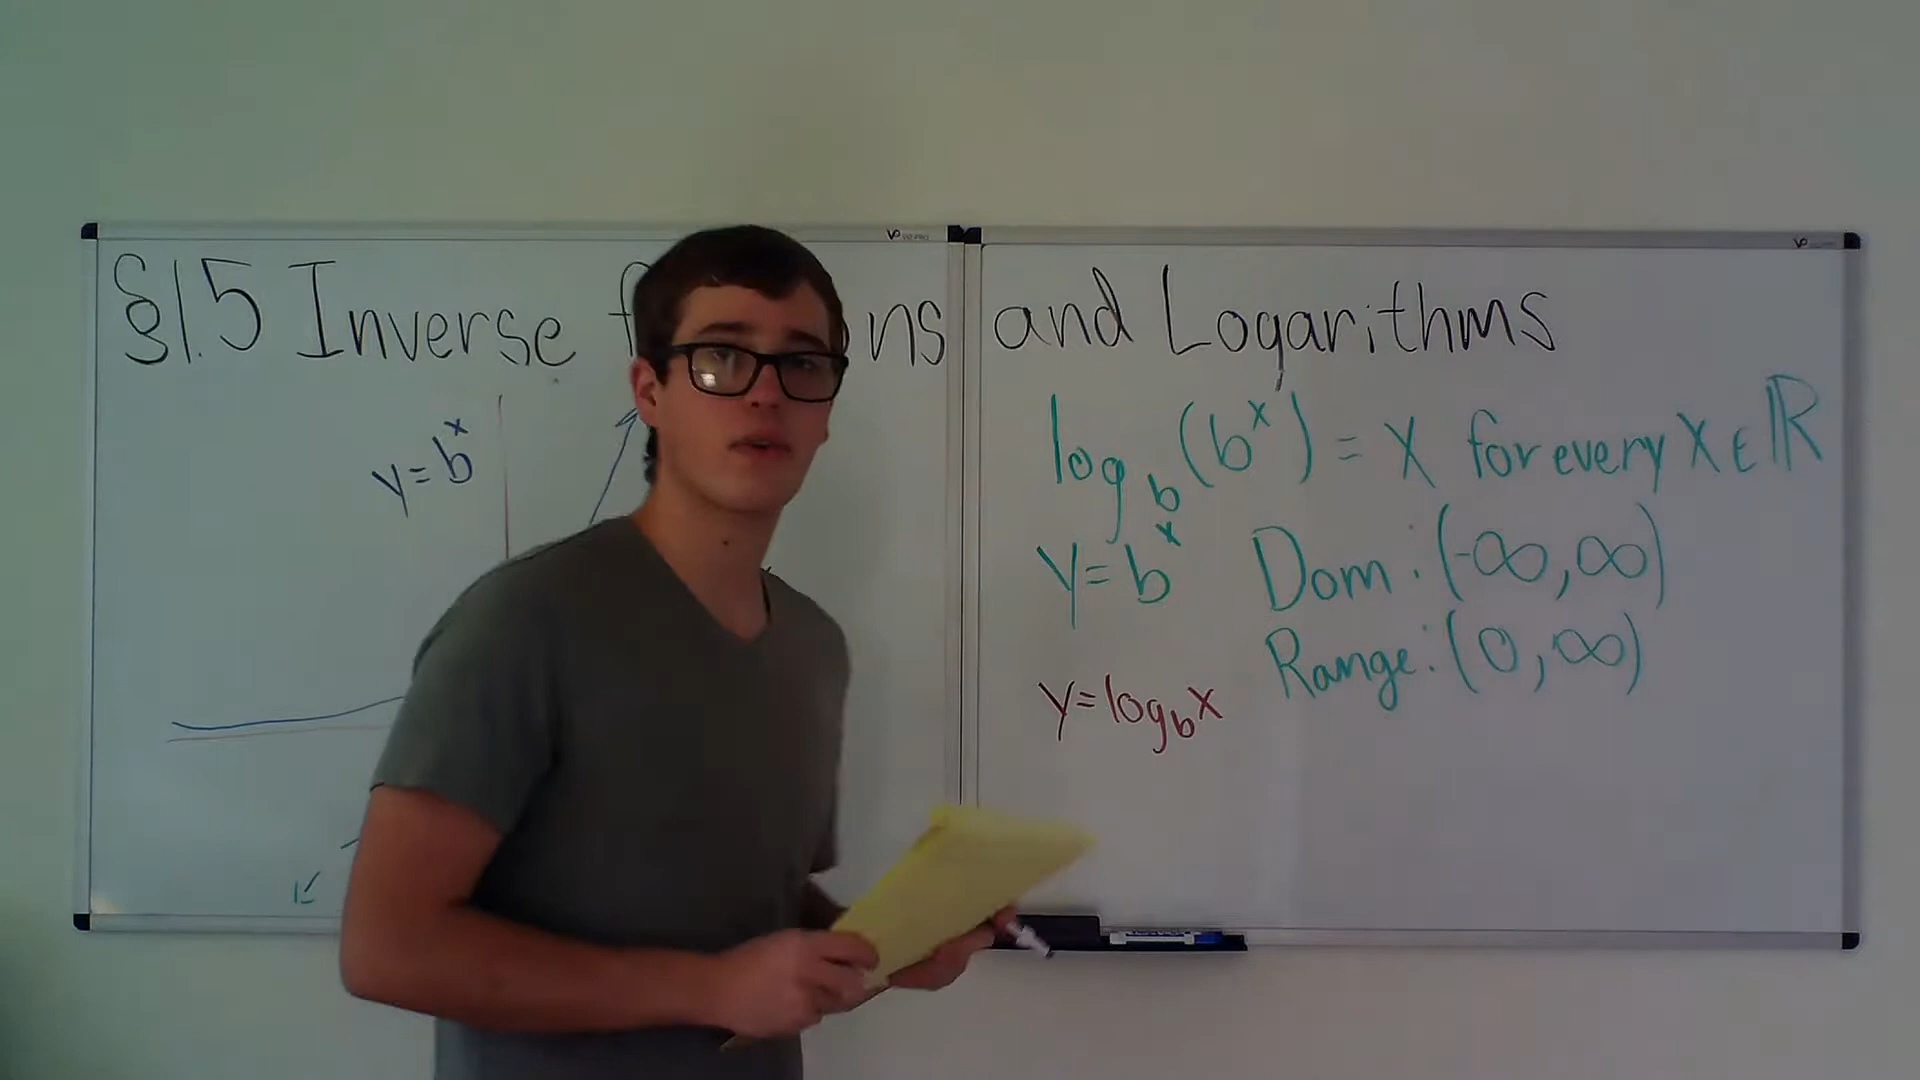 §1.5 Inverse f ns and Logarithms
y=b^x
log_b(b^x) = x for every x ∈ ℝ
y=b^x Dom: (-∞,∞)
Range: (0,∞)
y=log_b x